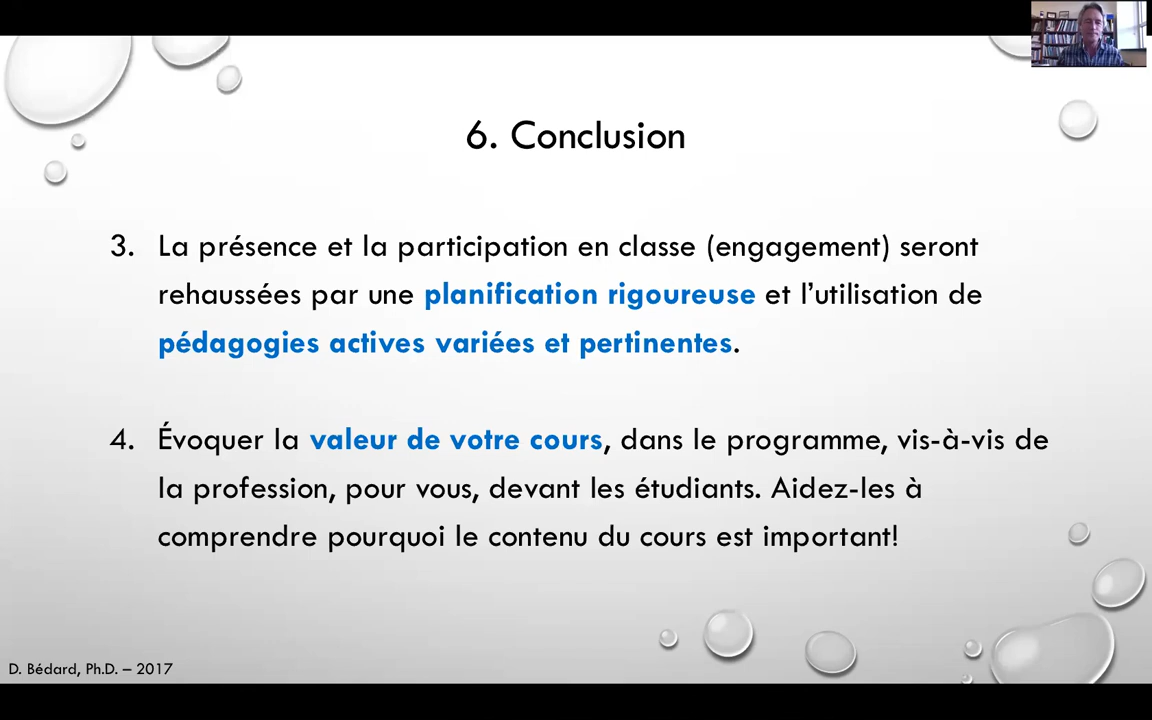 6. Conclusion
3. La présence et la participation en classe (engagement) seront
rehaussées par une planification rigoureuse et l’utilisation de
pédagogies actives variées et pertinentes.
4. Évoquer la valeur de votre cours, dans le programme, vis-à-vis de
la profession, pour vous, devant les étudiants. Aidez-les à
comprendre pourquoi le contenu du cours est important!
D. Bédard, Ph.D. – 2017